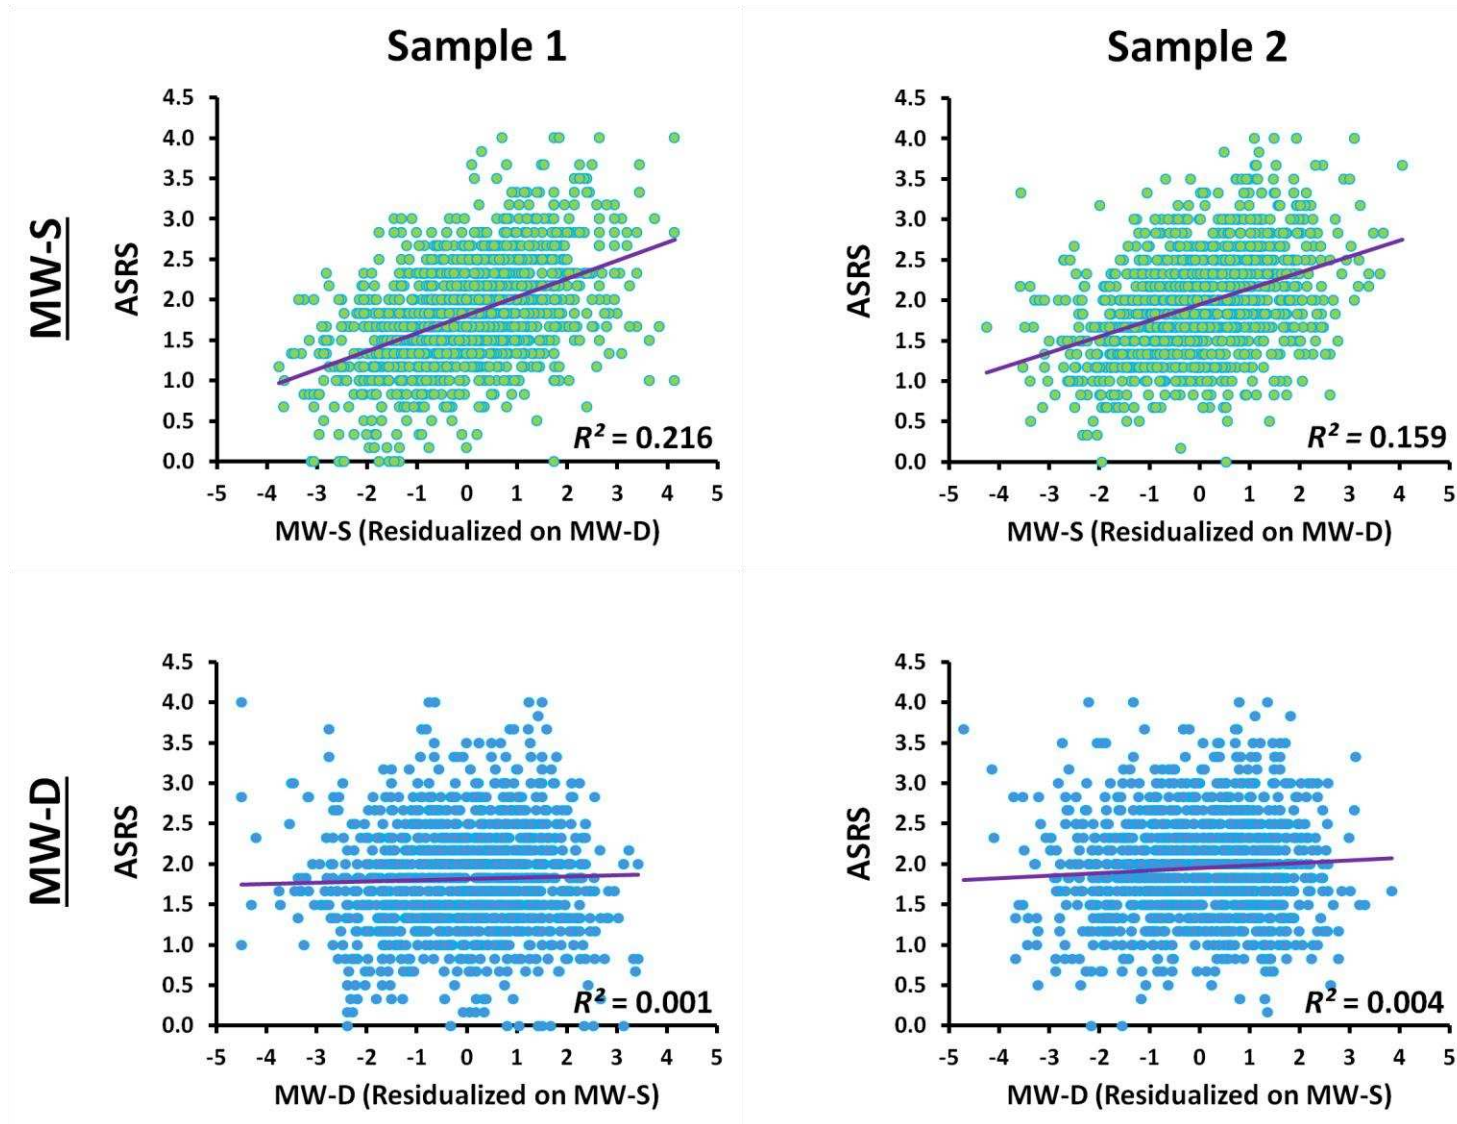 Sample 1
Sample 2
MW-S
ASRS
4.5
4.0
3.5
3.0
2.5
2.0
1.5
1.0
0.5
0.0
R² = 0.216
-5 -4 -3 -2 -1 0 1 2 3 4 5
MW-S (Residualized on MW-D)
ASRS
4.5
4.0
3.5
3.0
2.5
2.0
1.5
1.0
0.5
0.0
R² = 0.159
-5 -4 -3 -2 -1 0 1 2 3 4 5
MW-S (Residualized on MW-D)
MW-D
ASRS
4.5
4.0
3.5
3.0
2.5
2.0
1.5
1.0
0.5
0.0
R² = 0.001
-5 -4 -3 -2 -1 0 1 2 3 4 5
MW-D (Residualized on MW-S)
ASRS
4.5
4.0
3.5
3.0
2.5
2.0
1.5
1.0
0.5
0.0
R² = 0.004
-5 -4 -3 -2 -1 0 1 2 3 4 5
MW-D (Residualized on MW-S)